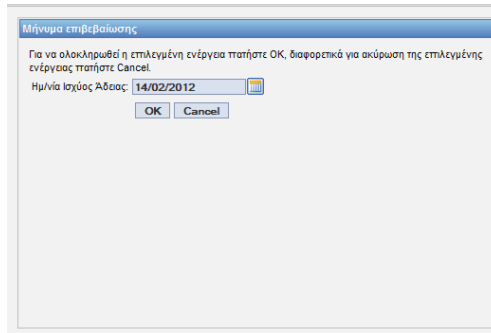 Μήνυμα επιβεβαίωσης
Για να ολοκληρωθεί η επιλεγμένη ενέργεια πατήστε OK, διαφορετικά για ακύρωση της επιλεγμένης
ενέργειας πατήστε Cancel.
Ημ/νία Ισχύος Άδειας: 14/02/2012
OK Cancel